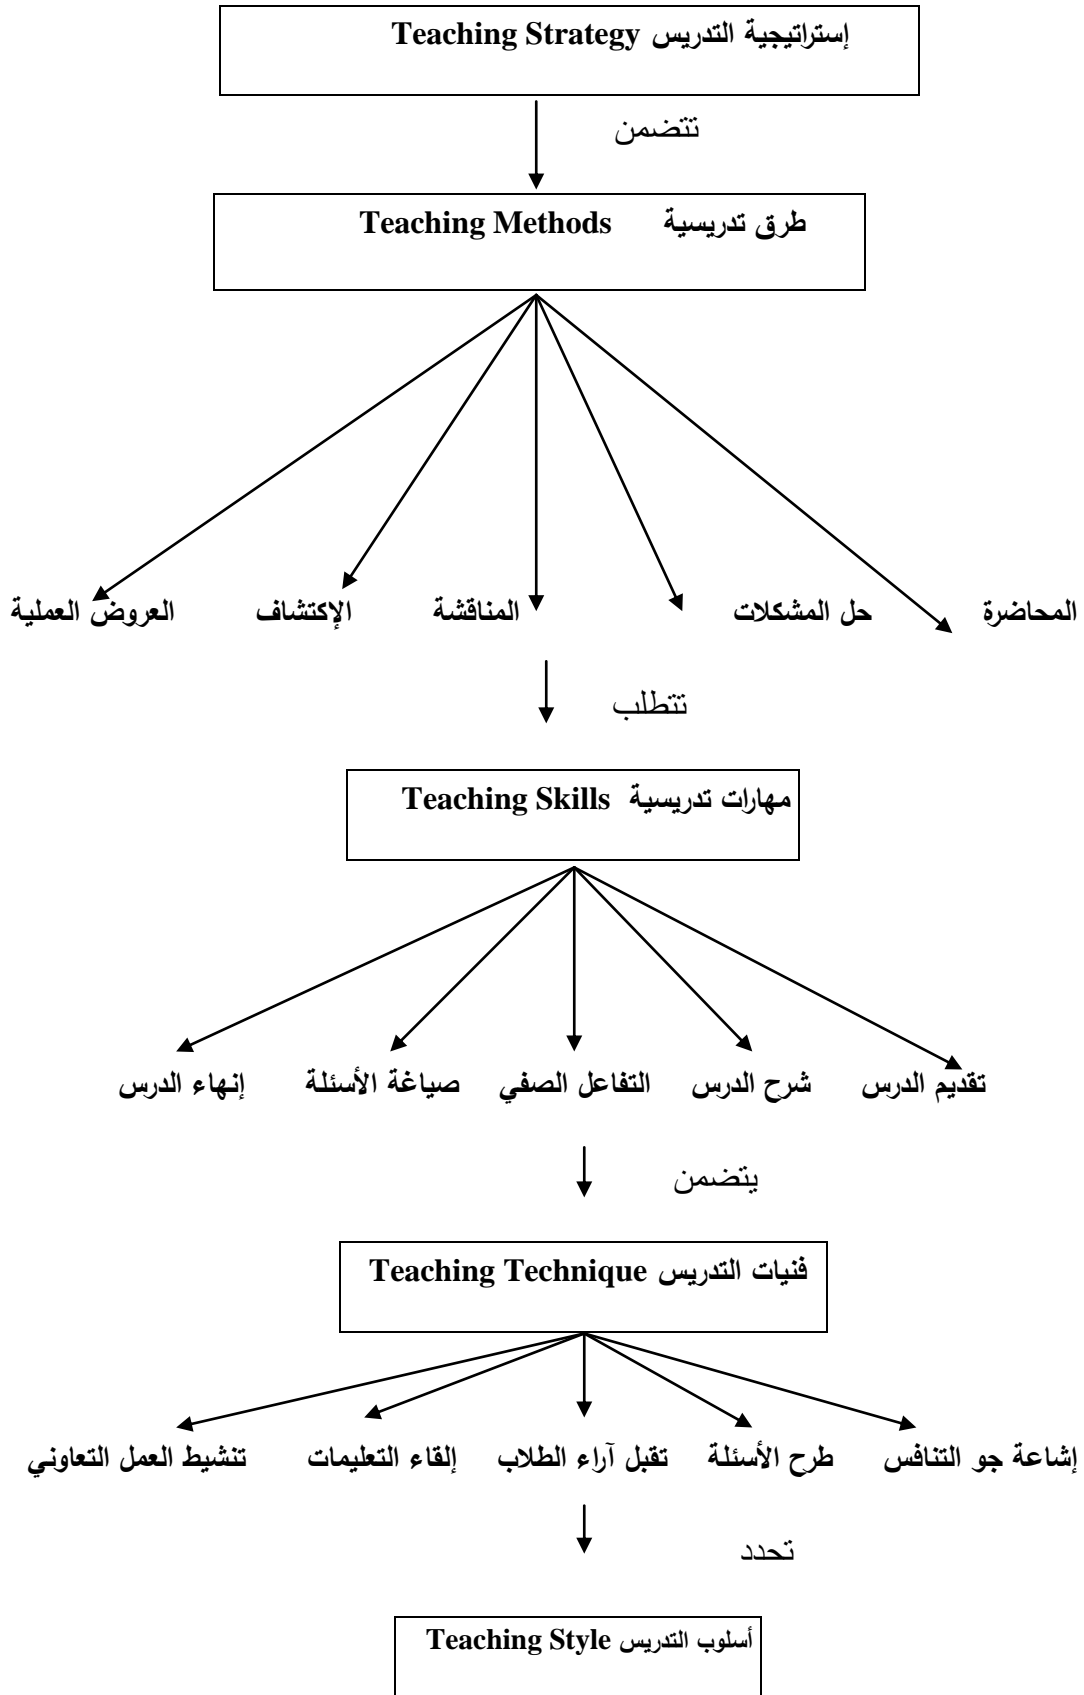 إستراتيجية التدريس Teaching Strategy
تتضمن
طرق تدريسية Teaching Methods
المحاضرة حل المشكلات المناقشة الإكتشاف العروض العملية
تتطلب
مهارات تدريسية Teaching Skills
تقديم الدرس شرح الدرس التفاعل الصفي صياغة الأسئلة إنهاء الدرس
يتضمن
فنيات التدريس Teaching Technique
إشاعة جو التنافس طرح الأسئلة تقبل آراء الطلاب إلقاء التعليمات تنشيط العمل التعاوني
تحدد
أسلوب التدريس Teaching Style